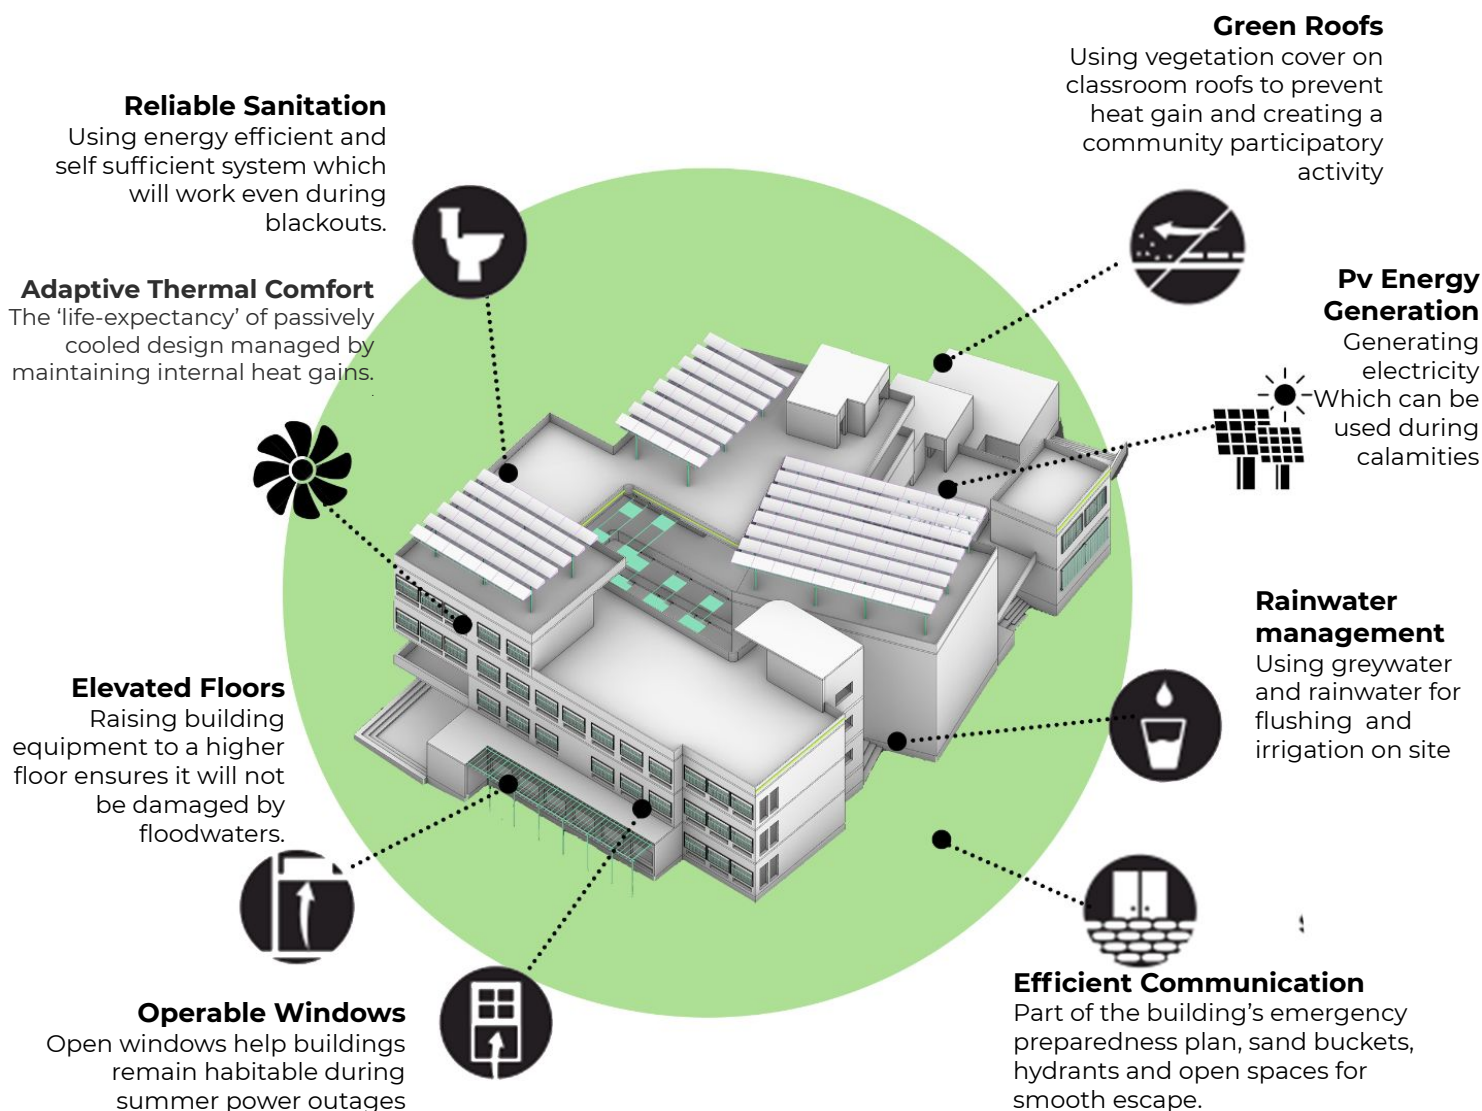 Green Roofs
Using vegetation cover on
classroom roofs to prevent
heat gain and creating a
community participatory
activity
Reliable Sanitation
Using energy efficient and
self sufficient system which
will work even during
blackouts.
Adaptive Thermal Comfort
The ‘life-expectancy’ of passively
cooled design managed by
maintaining internal heat gains.
Pv Energy
Generation
Generating
electricity
Which can be
used during
calamities
Rainwater
management
Using greywater
and rainwater for
flushing and
irrigation on site
Elevated Floors
Raising building
equipment to a higher
floor ensures it will not
be damaged by
floodwaters.
Efficient Communication
Part of the building’s emergency
preparedness plan, sand buckets,
hydrants and open spaces for
smooth escape.
Operable Windows
Open windows help buildings
remain habitable during
summer power outages